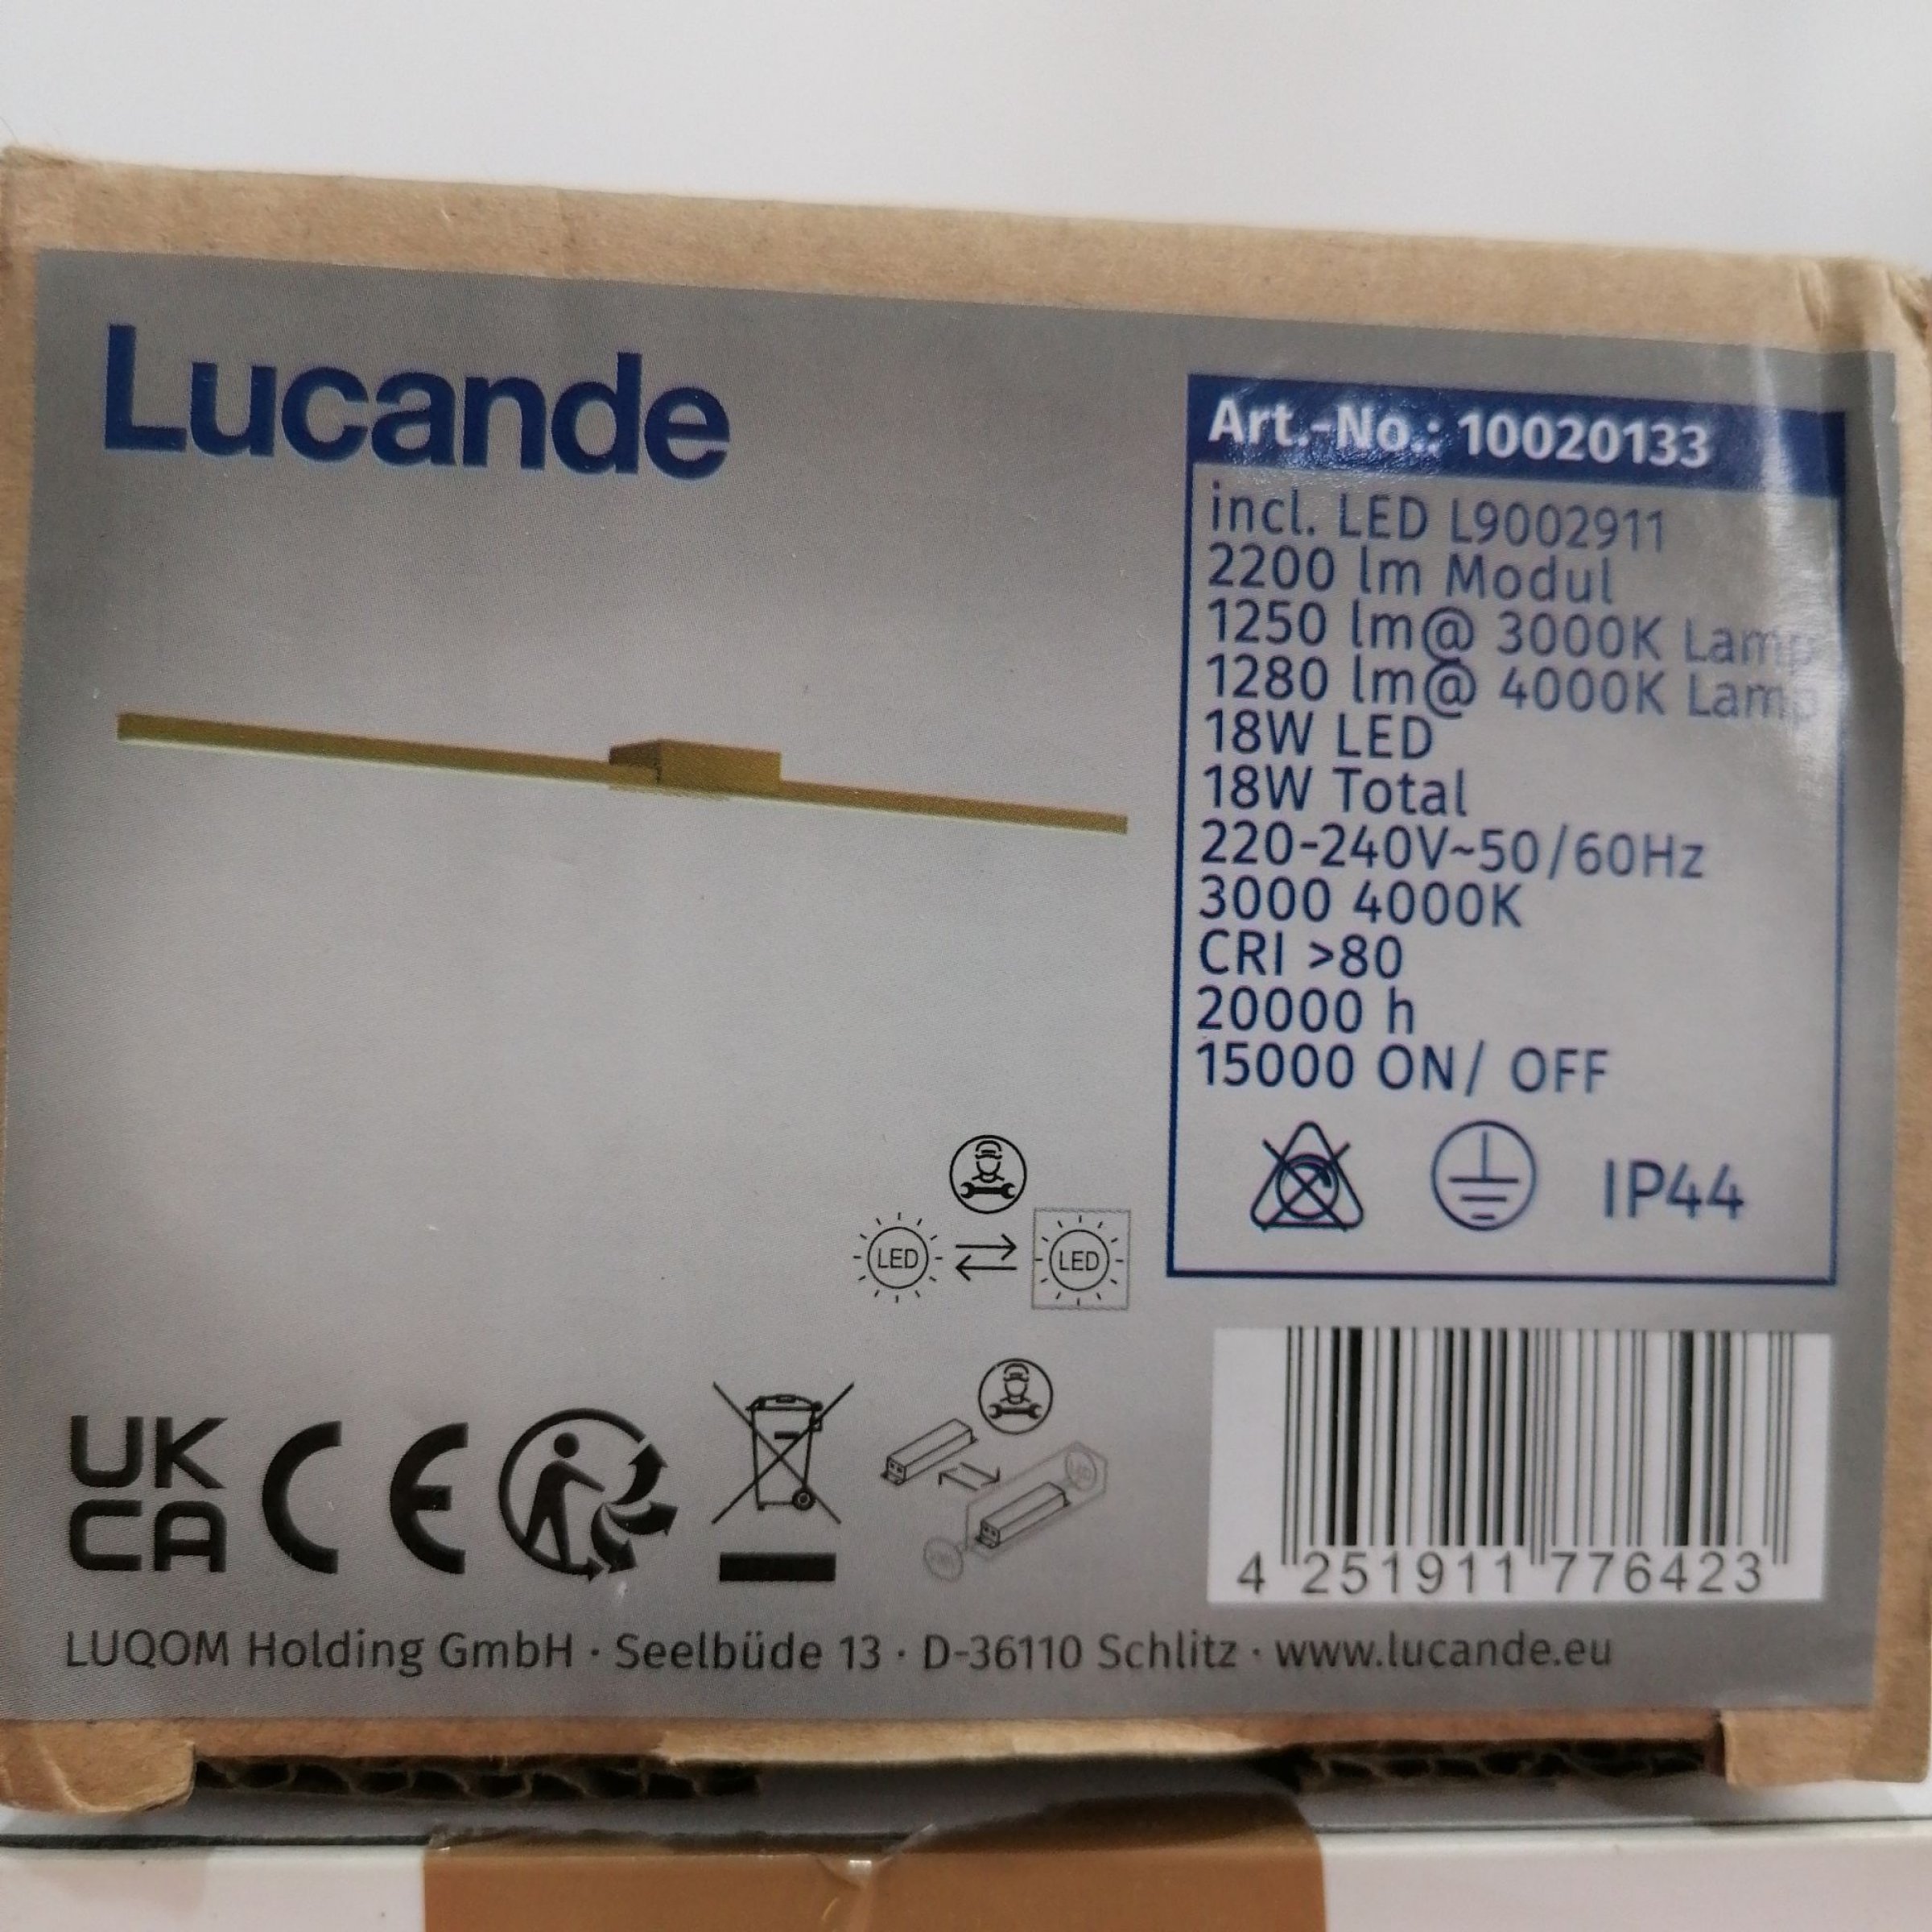 Lucande
Art.-No.: 10020133
incl. LED L9002911
2200 lm Modul
1250 lm@ 3000K Lamp
1280 lm@ 4000K Lamp
18W LED
18W Total
220-240V~50/60Hz
3000 4000K
CRI >80
20000 h
15000 ON/ OFF
IP44
LED
LED
UK
CA
CE
4 251911 776423
LUQOM Holding GmbH · Seelbüde 13 · D-36110 Schlitz · www.lucande.eu